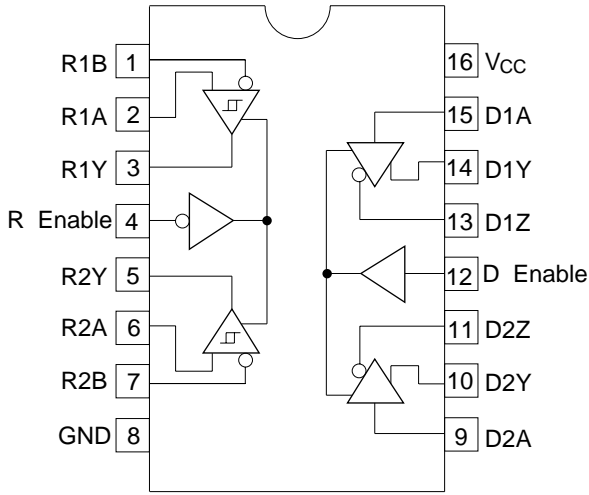 R1B 1
R1A 2
R1Y 3
R Enable 4
R2Y 5
R2A 6
R2B 7
GND 8
16 VCC
15 D1A
14 D1Y
13 D1Z
12 D Enable
11 D2Z
10 D2Y
9 D2A